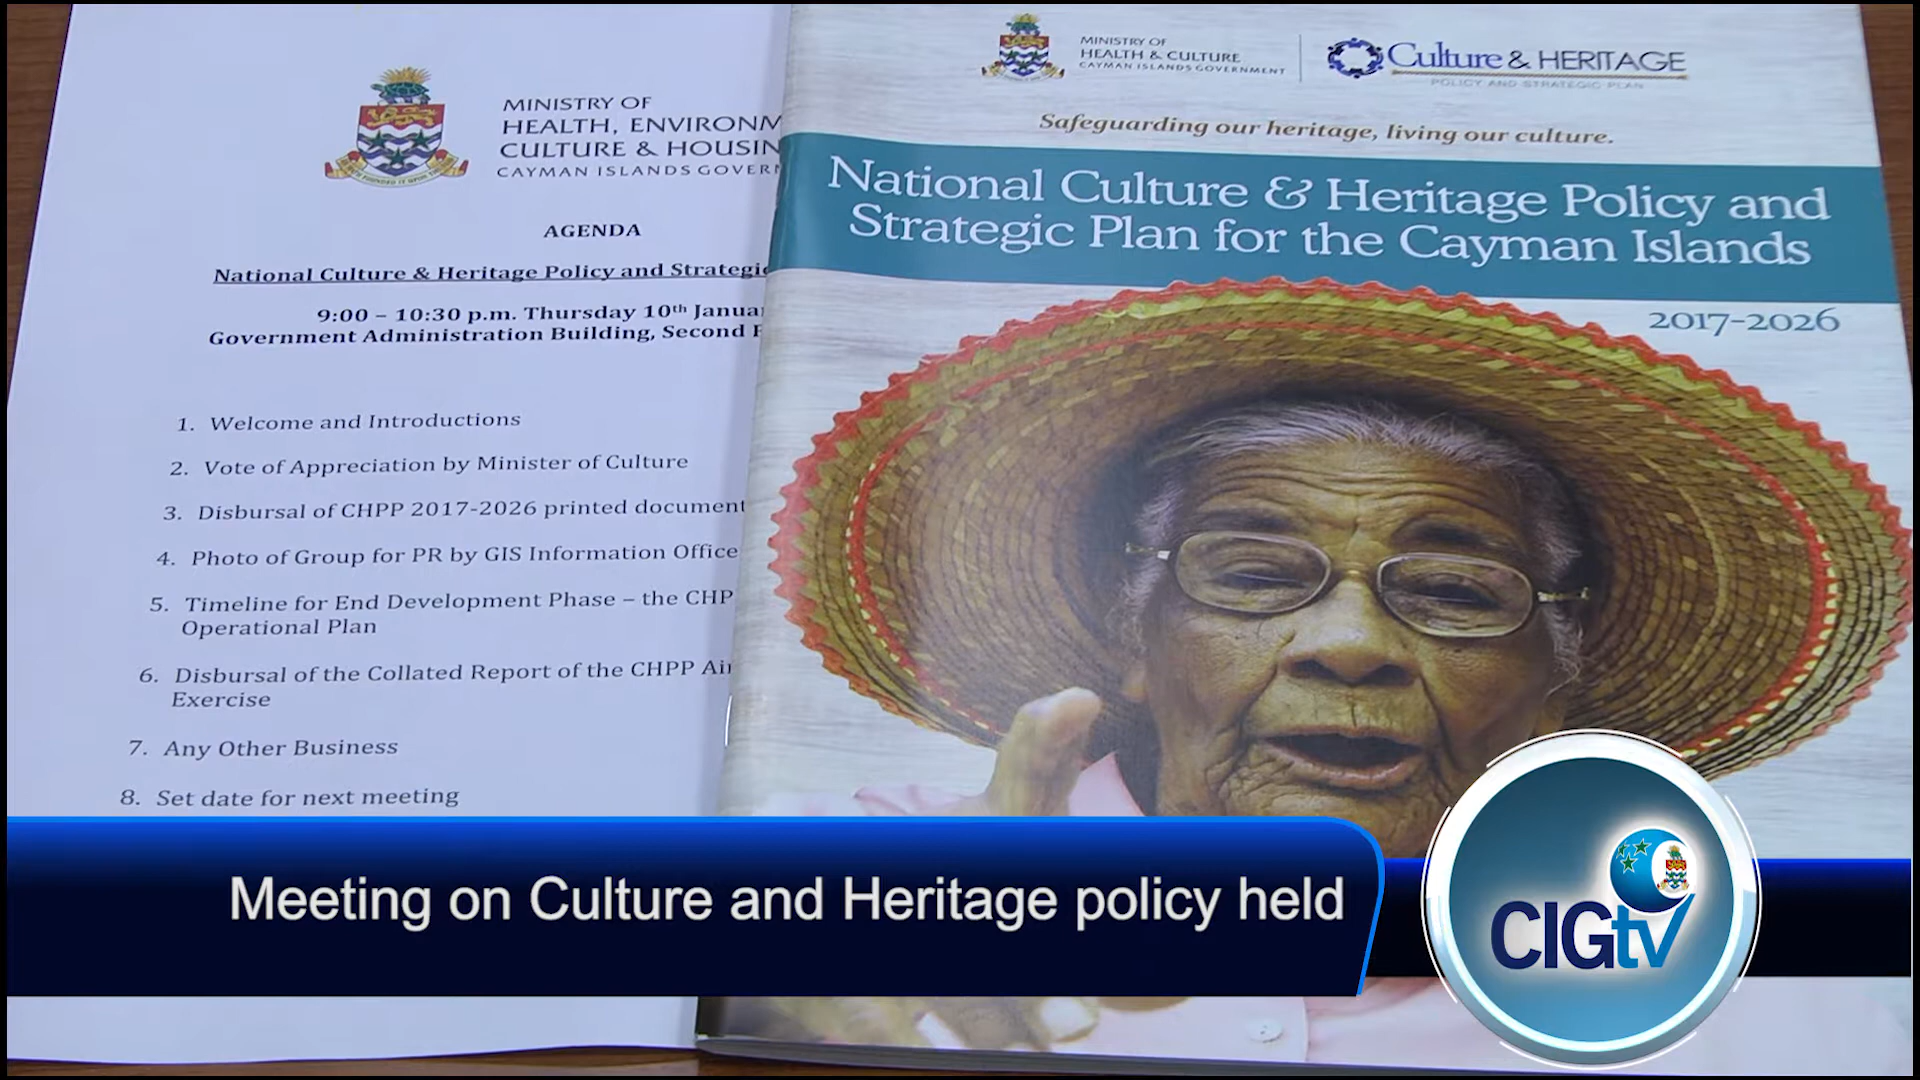 MINISTRY OF
HEALTH, ENVIRONM
CULTURE & HOUSIN
CAYMAN ISLANDS GOVER
AGENDA
National Culture & Heritage Policy and Strategic
9:00 – 10:30 p.m. Thursday 10th Januar
Government Administration Building, Second F
1. Welcome and Introductions
2. Vote of Appreciation by Minister of Culture
3. Disbursal of CHPP 2017-2026 printed document
4. Photo of Group for PR by GIS Information Office
5. Timeline for End Development Phase – the CHP
Operational Plan
6. Disbursal of the Collated Report of the CHPP Air
Exercise
7. Any Other Business
8. Set date for next meeting
MINISTRY OF
HEALTH & CULTURE
CAYMAN ISLANDS GOVERNMENT
Culture & HERITAGE
POLICY AND STRATEGIC PLAN
Safeguarding our heritage, living our culture.
National Culture & Heritage Policy and
Strategic Plan for the Cayman Islands
2017-2026
Meeting on Culture and Heritage policy held
CIGtv